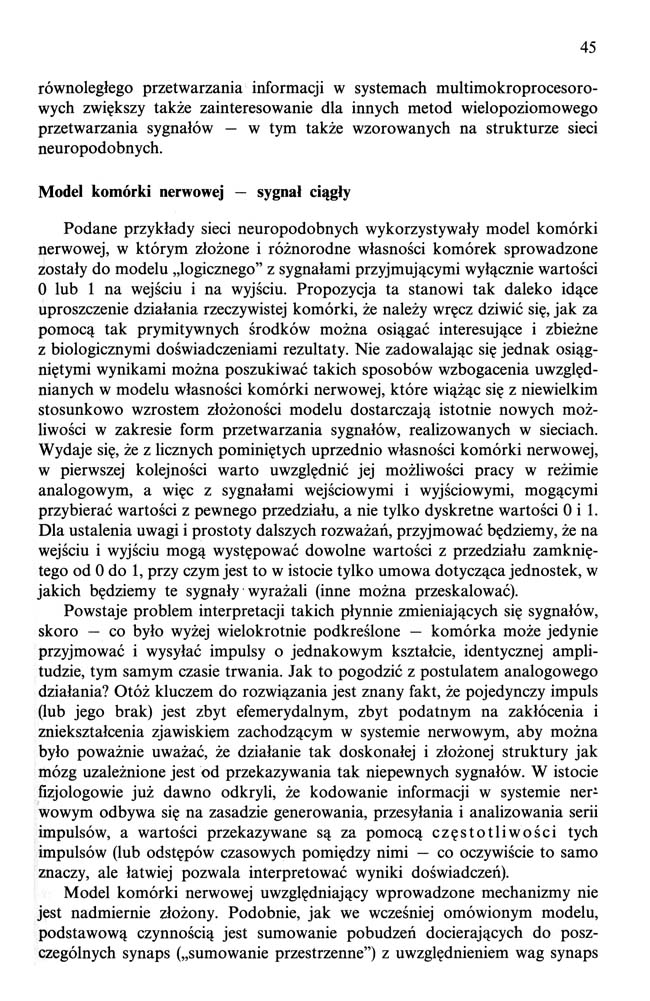 45
równoległego przetwarzania informacji w systemach multimokroprocesoro-
wych zwiększy także zainteresowanie dla innych metod wielopoziomowego
przetwarzania sygnałów — w tym także wzorowanych na strukturze sieci
neuropodobnych.
Model komórki nerwowej — sygnał ciągły
Podane przykłady sieci neuropodobnych wykorzystywały model komórki
nerwowej, w którym złożone i różnorodne własności komórek sprowadzone
zostały do modelu „logicznego” z sygnałami przyjmującymi wyłącznie wartości
0 lub 1 na wejściu i na wyjściu. Propozycja ta stanowi tak daleko idące
uproszczenie działania rzeczywistej komórki, że należy wręcz dziwić się, jak za
pomocą tak prymitywnych środków można osiągać interesujące i zbieżne
z biologicznymi doświadczeniami rezultaty. Nie zadowalając się jednak osiąg-
niętymi wynikami można poszukiwać takich sposobów wzbogacenia uwzględ-
nianych w modelu własności komórki nerwowej, które wiążąc się z niewielkim
stosunkowo wzrostem złożoności modelu dostarczają istotnie nowych moż-
liwości w zakresie form przetwarzania sygnałów, realizowanych w sieciach.
Wydaje się, że z licznych pominiętych uprzednio własności komórki nerwowej,
w pierwszej kolejności warto uwzględnić jej możliwości pracy w reżimie
analogowym, a więc z sygnałami wejściowymi i wyjściowymi, mogącymi
przybierać wartości z pewnego przedziału, a nie tylko dyskretne wartości 0 i 1.
Dla ustalenia uwagi i prostoty dalszych rozważań, przyjmować będziemy, że na
wejściu i wyjściu mogą występować dowolne wartości z przedziału zamknię-
tego od 0 do 1, przy czym jest to w istocie tylko umowa dotycząca jednostek, w
jakich będziemy te sygnały wyrażali (inne można przeskalować).
Powstaje problem interpretacji takich płynnie zmieniających się sygnałów,
skoro — co było wyżej wielokrotnie podkreślone — komórka może jedynie
przyjmować i wysyłać impulsy o jednakowym kształcie, identycznej ampli-
tudzie, tym samym czasie trwania. Jak to pogodzić z postulatem analogowego
działania? Otóż kluczem do rozwiązania jest znany fakt, że pojedynczy impuls
(lub jego brak) jest zbyt efemerydalnym, zbyt podatnym na zakłócenia i
zniekształcenia zjawiskiem zachodzącym w systemie nerwowym, aby można
było poważnie uważać, że działanie tak doskonałej i złożonej struktury jak
mózg uzależnione jest od przekazywania tak niepewnych sygnałów. W istocie
fizjologowie już dawno odkryli, że kodowanie informacji w systemie ner-
wowym odbywa się na zasadzie generowania, przesyłania i analizowania serii
impulsów, a wartości przekazywane są za pomocą częstotliwości tych
impulsów (lub odstępów czasowych pomiędzy nimi — co oczywiście to samo
znaczy, ale łatwiej pozwala interpretować wyniki doświadczeń).
Model komórki nerwowej uwzględniający wprowadzone mechanizmy nie
jest nadmiernie złożony. Podobnie, jak we wcześniej omówionym modelu,
podstawową czynnością jest sumowanie pobudzeń docierających do posz-
czególnych synaps („sumowanie przestrzenne”) z uwzględnieniem wag synaps